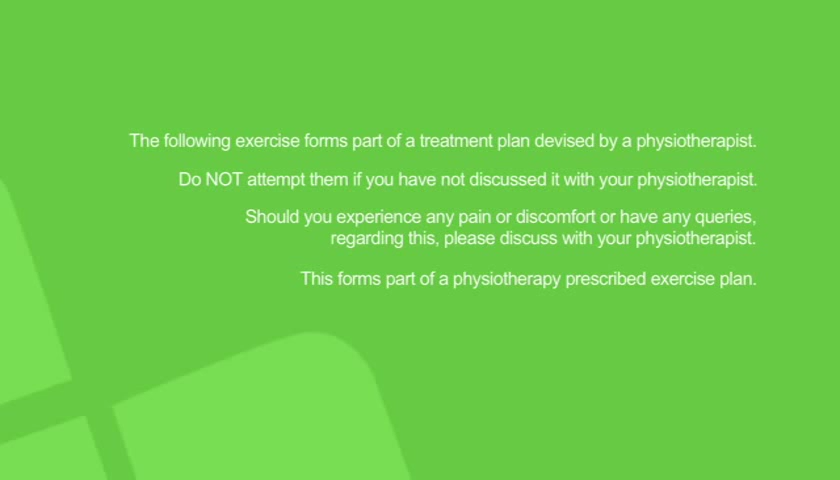 The following exercise forms part of a treatment plan devised by a physiotherapist.
Do NOT attempt them if you have not discussed it with your physiotherapist.
Should you experience any pain or discomfort or have any queries,
regarding this, please discuss with your physiotherapist.
This forms part of a physiotherapy prescribed exercise plan.